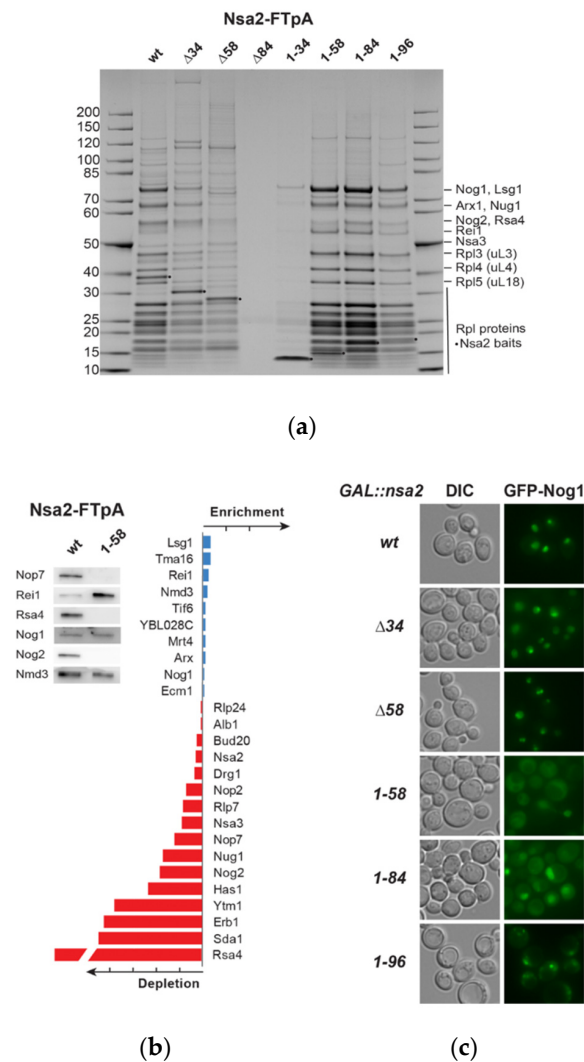 Nsa2-FTpA
wt Δ34 Δ58 Δ84 1-34 1-58 1-84 1-96
200
150
120
100
85
70
60
50
40
30
25
20
15
10
Nog1, Lsg1
Arx1, Nug1
Nog2, Rsa4
Rei1
Nsa3
Rpl3 (uL3)
Rpl4 (uL4)
Rpl5 (uL18)
Rpl proteins
•Nsa2 baits
(a)
Nsa2-FTpA
wt 1-58
Nop7
Rei1
Rsa4
Nog1
Nog2
Nmd3
Enrichment
Lsg1
Tma16
Rei1
Nmd3
Tif6
YBL028C
Mrt4
Arx
Nog1
Ecm1
Rlp24
Alb1
Bud20
Nsa2
Drg1
Nop2
Rlp7
Nsa3
Nop7
Nug1
Nog2
Has1
Ytm1
Erb1
Sda1
Rsa4
Depletion
(b)
GAL::nsa2 DIC GFP-Nog1
wt
Δ34
Δ58
1-58
1-84
1-96
(c)